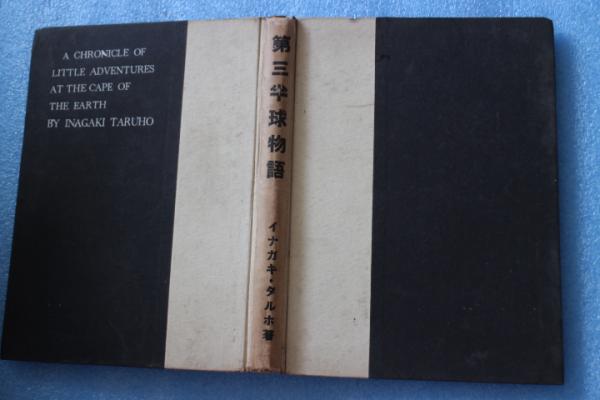 A CHRONICLE OF
LITTLE ADVENTURES
AT THE CAPE OF
THE EARTH
BY INAGAKI TARUHO
第三半球物語
イナガキ・タルホ著